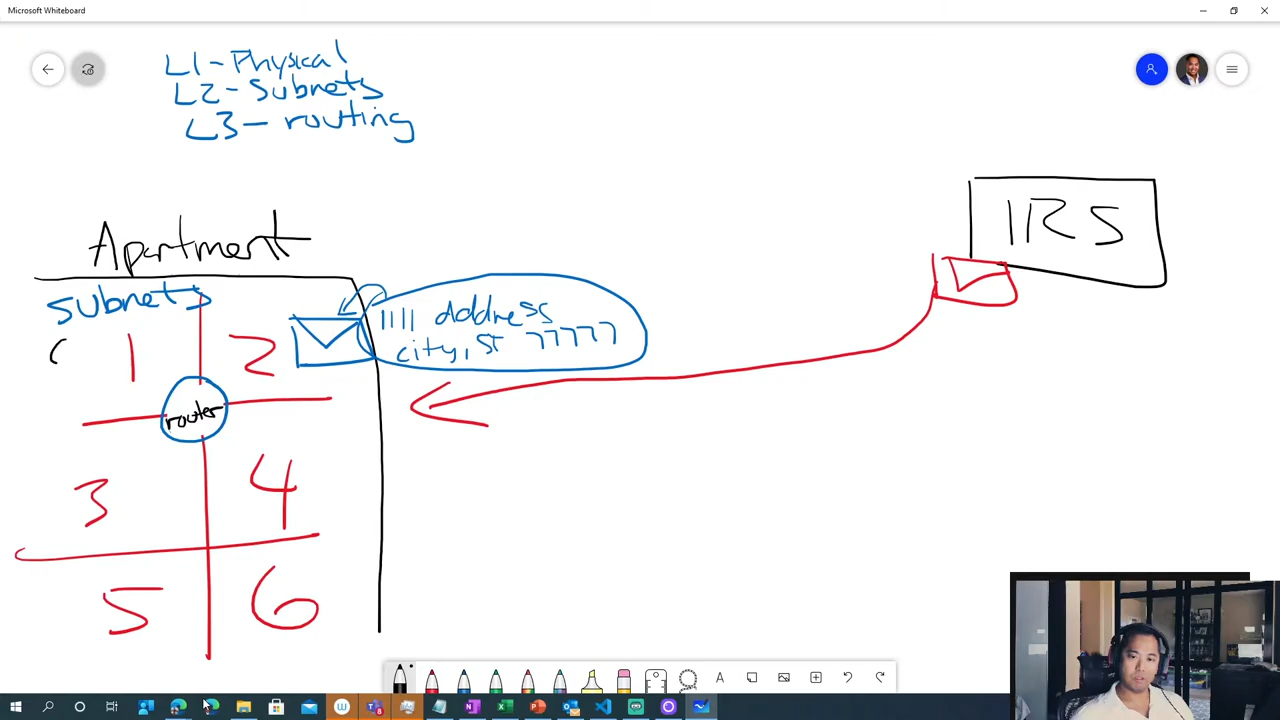 Microsoft Whiteboard
L1-Physical
L2-Subnets
L3-routing
IRS
Apartment
subnets
1111 address
city, ST 77777
1 2
router
3 4
5 6